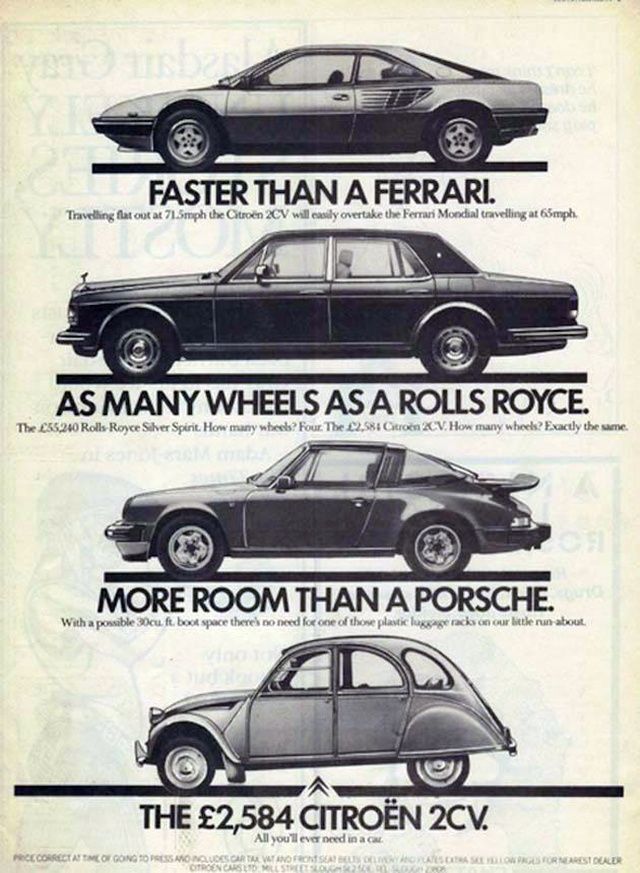 FASTER THAN A FERRARI.
Travelling flat out at 71.5mph the Citroën 2CV will easily overtake the Ferrari Mondial travelling at 65mph.
AS MANY WHEELS AS A ROLLS ROYCE.
The £55,240 Rolls-Royce Silver Spirit. How many wheels? Four. The £2,584 Citroën 2CV. How many wheels? Exactly the same.
MORE ROOM THAN A PORSCHE.
With a possible 30cu. ft. boot space there's no need for one of those plastic luggage racks on our little run-about.
THE £2,584 CITROËN 2CV.
All you'll ever need in a car.
PRICE CORRECT AT TIME OF GOING TO PRESS AND INCLUDES CAR TAX, VAT AND FRONT SEAT BELTS. DELIVERY AND PLATES EXTRA. SEE YELLOW PAGES FOR NEAREST DEALER
CITROEN CARS LTD, MILL STREET, SLOUGH SL2 5DE. TEL: SLOUGH